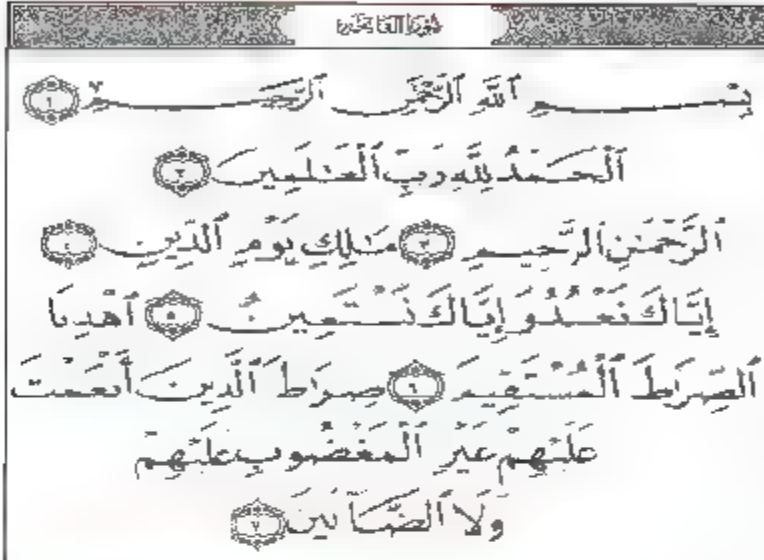 سورة الفاتحة
بِسْمِ ٱللَّهِ ٱلرَّحْمَٰنِ ٱلرَّحِيمِ ١
ٱلْحَمْدُ لِلَّهِ رَبِّ ٱلْعَـٰلَمِينَ ٢
ٱلرَّحْمَـٰنِ ٱلرَّحِيمِ ٣ مَـٰلِكِ يَوْمِ ٱلدِّينِ ٤
إِيَّاكَ نَعْبُدُ وَإِيَّاكَ نَسْتَعِينُ ٥ ٱهْدِنَا
ٱلصِّرَٰطَ ٱلْمُسْتَقِيمَ ٦ صِرَٰطَ ٱلَّذِينَ أَنْعَمْتَ
عَلَيْهِمْ غَيْرِ ٱلْمَغْضُوبِ عَلَيْهِمْ
وَلَا ٱلضَّآلِّينَ ٧